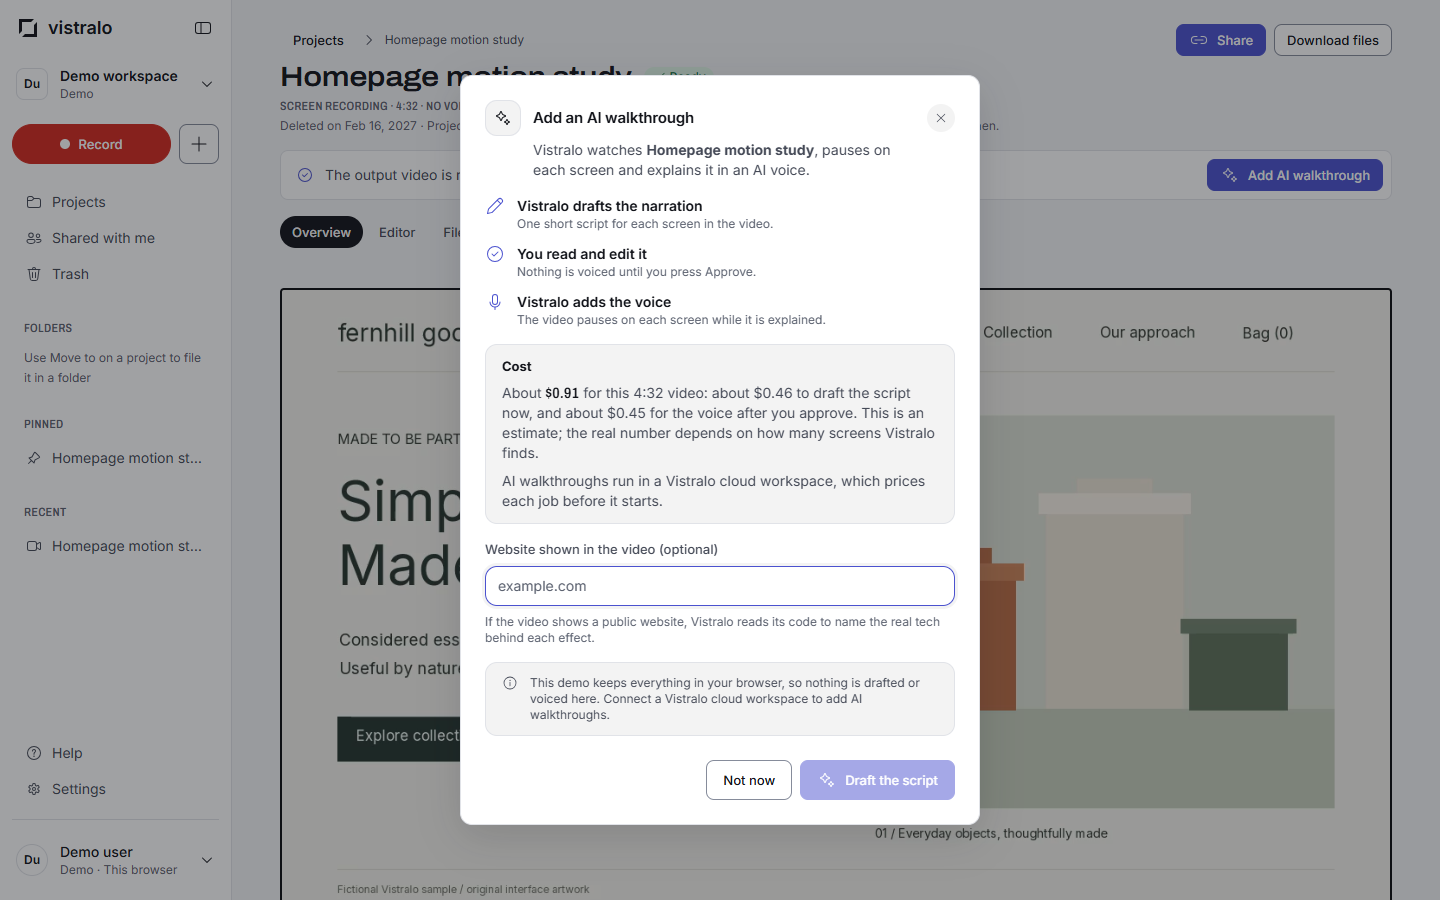 vistralo
Du
Demo workspace
Demo
Record
Projects
Shared with me
Trash
FOLDERS
Use Move to on a project to file
it in a folder
PINNED
Homepage motion st...
RECENT
Homepage motion st...
Help
Settings
Du
Demo user
Demo · This browser
Projects
Homepage motion study
Share
Download files
Homepage motion study
Ready
SCREEN RECORDING · 4:32 · NO VO
Deleted on Feb 16, 2027 · Projec
en.
The output video is r
Add AI walkthrough
Overview
Editor
File
fernhill goo
Collection
Our approach
Bag (0)
MADE TO BE PART
Simp
Made
Considered ess
Useful by nature
Explore collect
01 / Everyday objects, thoughtfully made
Fictional Vistralo sample / original interface artwork
Add an AI walkthrough
Vistralo watches Homepage motion study, pauses on
each screen and explains it in an AI voice.
Vistralo drafts the narration
One short script for each screen in the video.
You read and edit it
Nothing is voiced until you press Approve.
Vistralo adds the voice
The video pauses on each screen while it is explained.
Cost
About $0.91 for this 4:32 video: about $0.46 to draft the script
now, and about $0.45 for the voice after you approve. This is an
estimate; the real number depends on how many screens Vistralo
finds.
AI walkthroughs run in a Vistralo cloud workspace, which prices
each job before it starts.
Website shown in the video (optional)
example.com
If the video shows a public website, Vistralo reads its code to name the real tech
behind each effect.
This demo keeps everything in your browser, so nothing is drafted or
voiced here. Connect a Vistralo cloud workspace to add AI
walkthroughs.
Not now
Draft the script